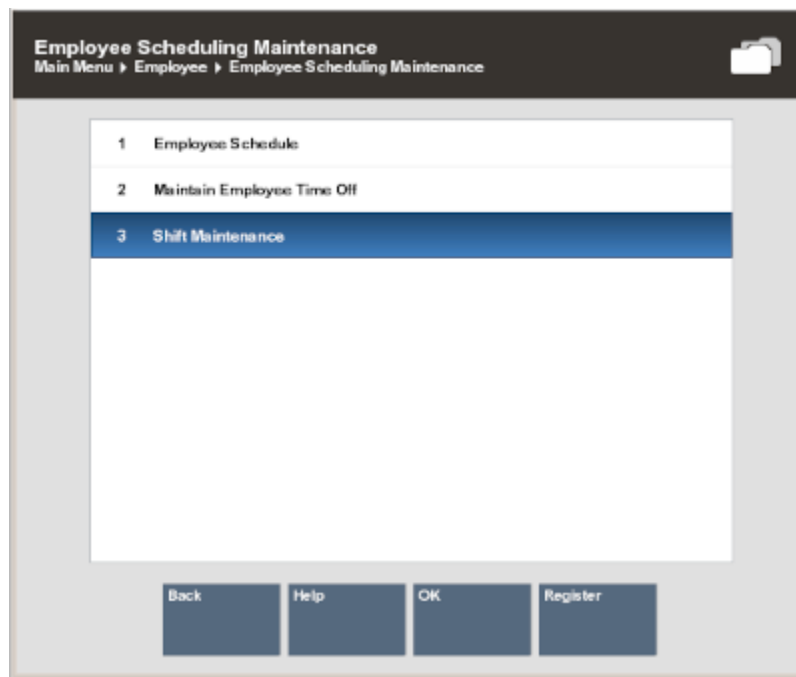 Employee Scheduling Maintenance
Main Menu ▸ Employee ▸ Employee Scheduling Maintenance
1 Employee Schedule
2 Maintain Employee Time Off
3 Shift Maintenance
Back Help OK Register